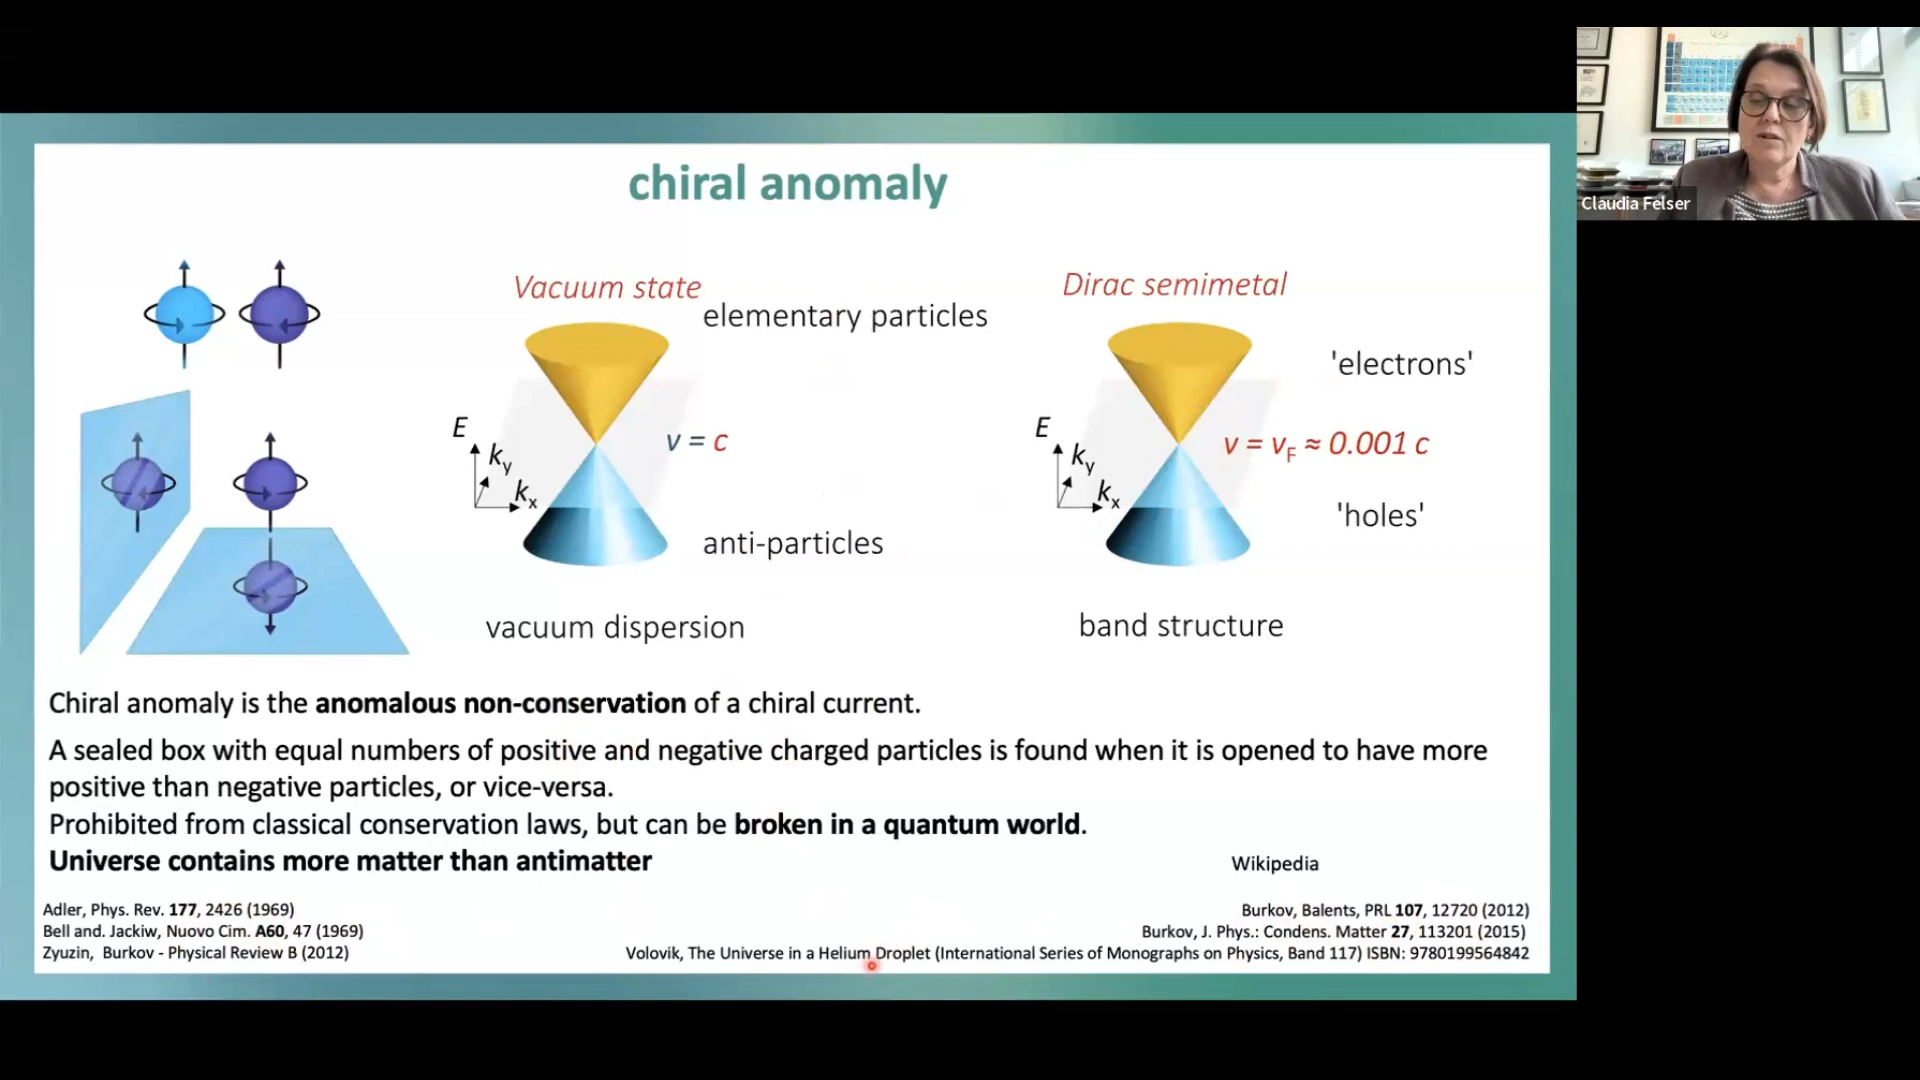 chiral anomaly
Claudia Felser
Vacuum state
elementary particles
E
ky
kx
v = c
anti-particles
vacuum dispersion
Dirac semimetal
'electrons'
E
ky
kx
v = vF ≈ 0.001 c
'holes'
band structure
Chiral anomaly is the anomalous non-conservation of a chiral current.
A sealed box with equal numbers of positive and negative charged particles is found when it is opened to have more
positive than negative particles, or vice-versa.
Prohibited from classical conservation laws, but can be broken in a quantum world.
Universe contains more matter than antimatter
Wikipedia
Adler, Phys. Rev. 177, 2426 (1969)
Bell and. Jackiw, Nuovo Cim. A60, 47 (1969)
Zyuzin, Burkov - Physical Review B (2012)
Burkov, Balents, PRL 107, 12720 (2012)
Burkov, J. Phys.: Condens. Matter 27, 113201 (2015)
Volovik, The Universe in a Helium Droplet (International Series of Monographs on Physics, Band 117) ISBN: 9780199564842